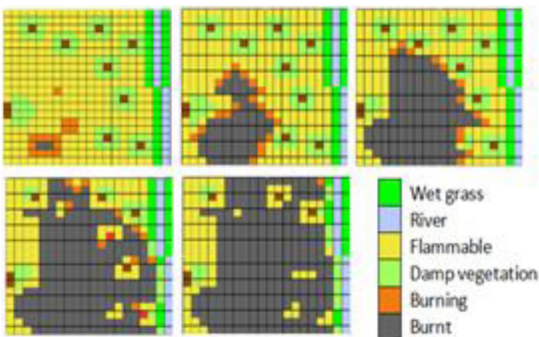 Wet grass
River
Flammable
Damp vegetation
Burning
Burnt